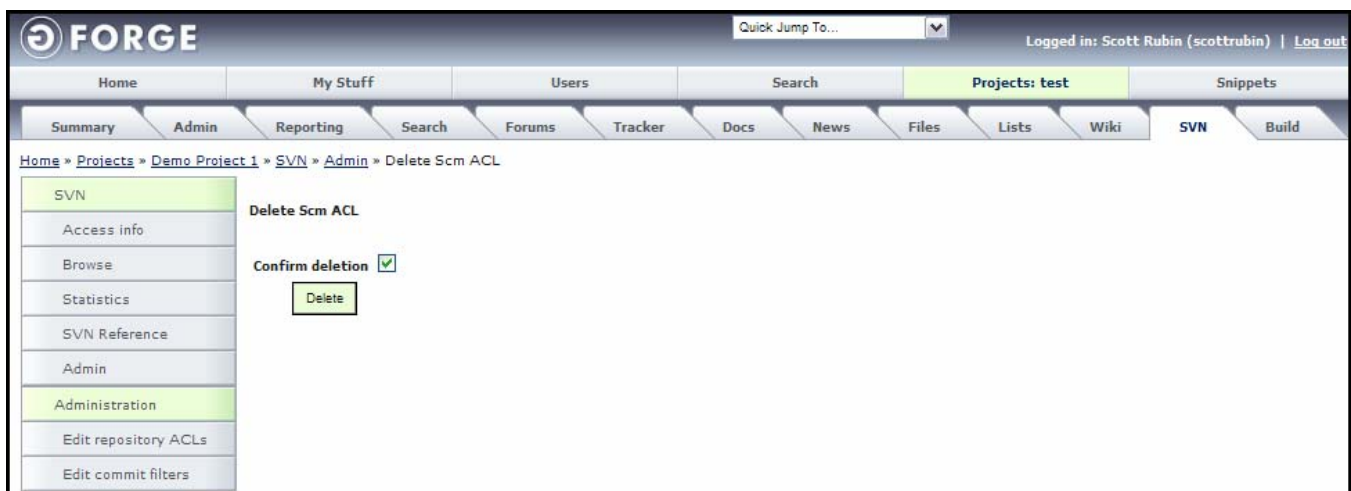 GFORGE
Quick Jump To...
Logged in: Scott Rubin (scottrubin) | Log out
Home My Stuff Users Search Projects: test Snippets
Summary Admin Reporting Search Forums Tracker Docs News Files Lists Wiki SVN Build
Home » Projects » Demo Project 1 » SVN » Admin » Delete Scm ACL
SVN
Access info
Browse
Statistics
SVN Reference
Admin
Administration
Edit repository ACLs
Edit commit filters
Delete Scm ACL
Confirm deletion
Delete